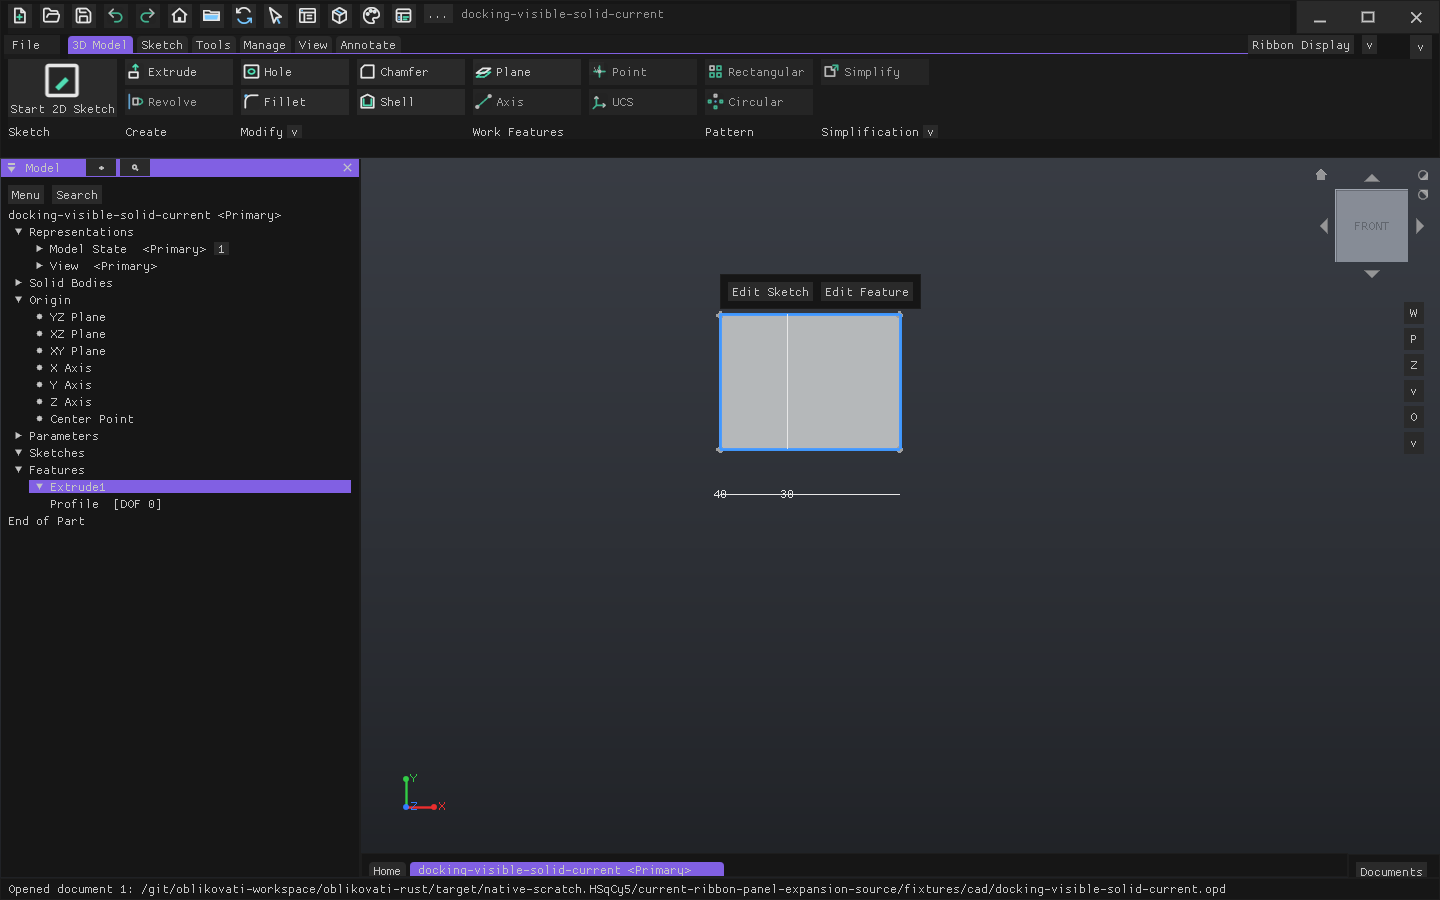 ... docking-visible-solid-current
File 3D Model Sketch Tools Manage View Annotate Ribbon Display v v
Extrude Hole Chamfer Plane Point Rectangular Simplify
Start 2D Sketch Revolve Fillet Shell Axis UCS Circular
Sketch Create Modify v Work Features Pattern Simplification v
Model
Menu Search
docking-visible-solid-current <Primary>
Representations
Model State <Primary> 1
View <Primary>
Solid Bodies
Origin
YZ Plane
XZ Plane
XY Plane
X Axis
Y Axis
Z Axis
Center Point
Parameters
Sketches
Features
Extrude1
Profile [DOF 0]
End of Part
FRONT
Edit Sketch Edit Feature
W
P
Z
v
O
v
40 30
Y
Z X
Home docking-visible-solid-current <Primary> Documents
Opened document 1: /git/oblikovati-workspace/oblikovati-rust/target/native-scratch.HSqCy5/current-ribbon-panel-expansion-source/fixtures/cad/docking-visible-solid-current.opd